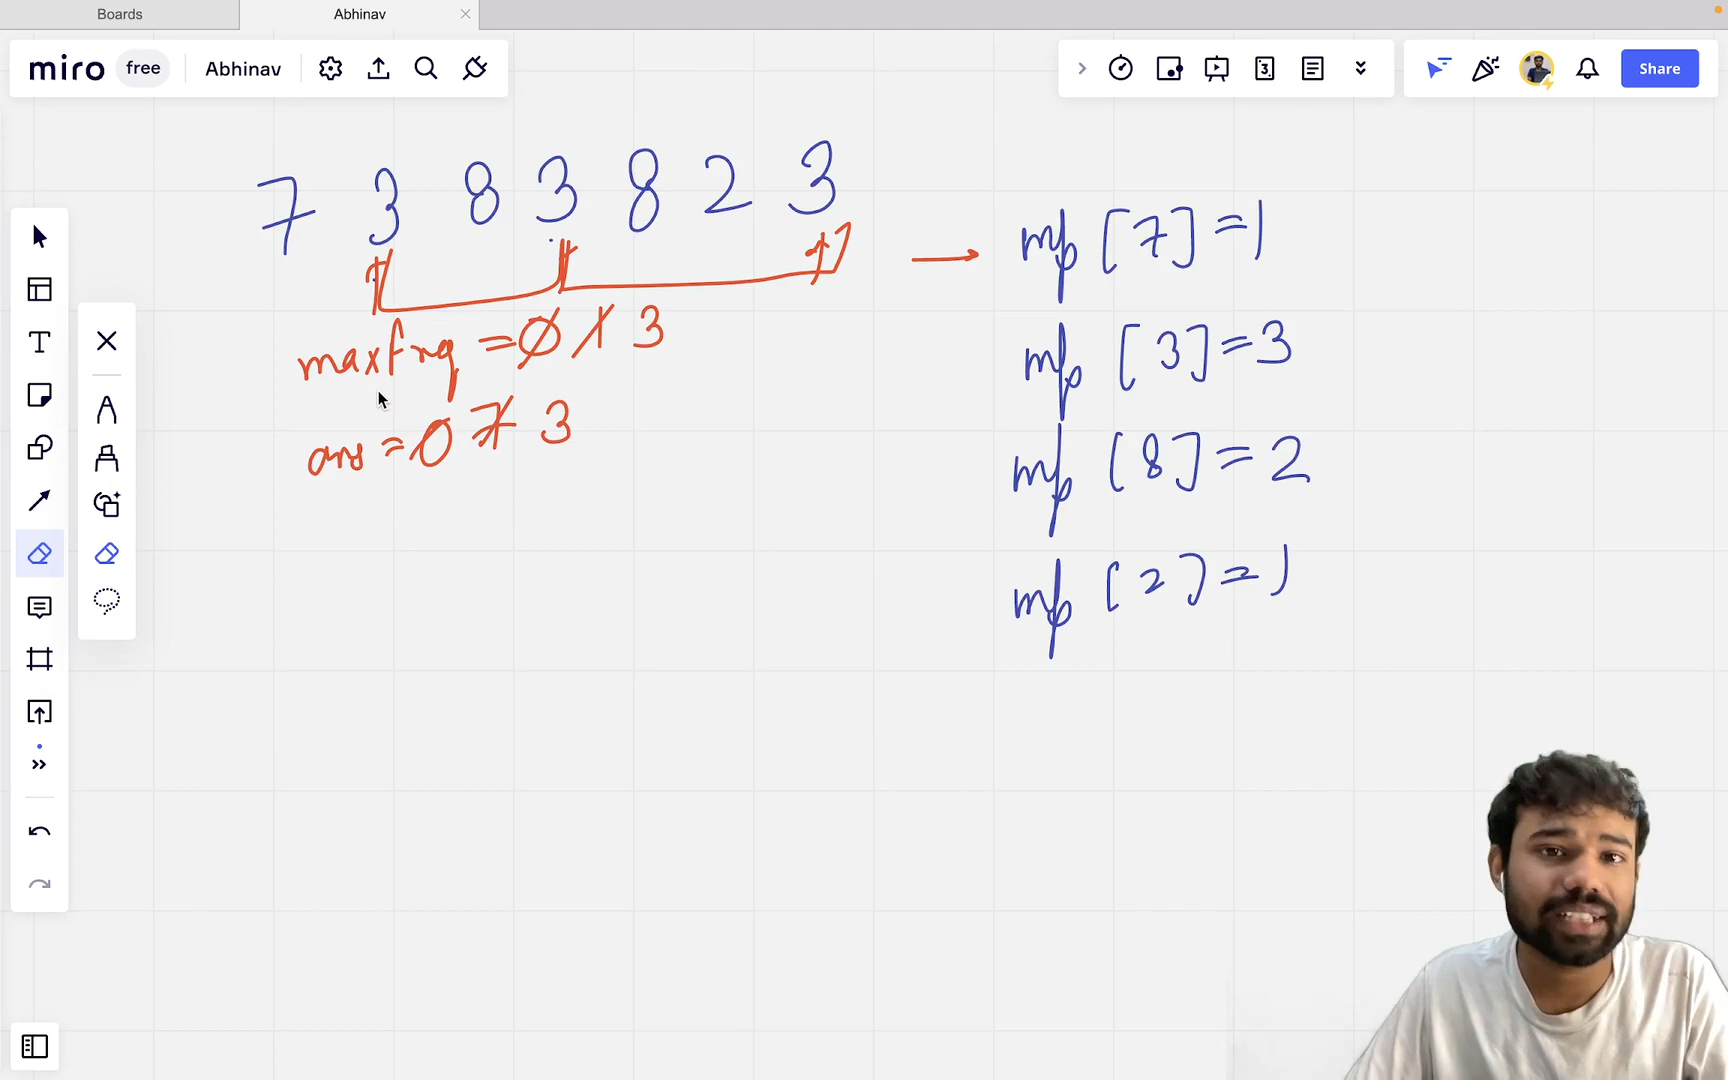 Boards
Abhinav
miro free Abhinav
3
Share
7 3 8 3 8 2 3
mp [7] = 1
maxfrq = 0 1 3
mp [3] = 3
ans = 0 7 3
mp [8] = 2
mp [2] = 1